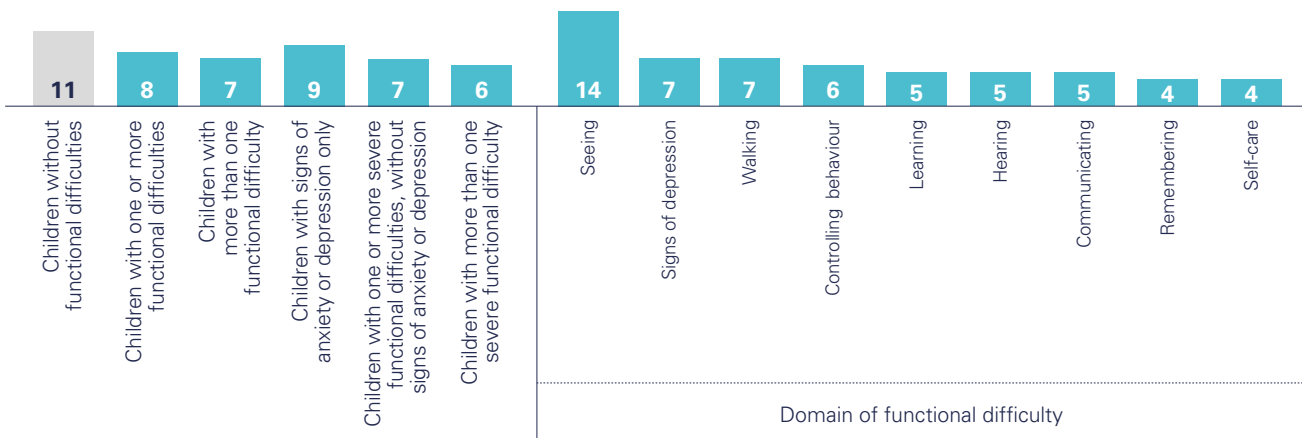 11
8
7
9
7
6
14
7
7
6
5
5
5
4
4
Children without
functional difficulties
Children with one or more
functional difficulties
Children with
more than one
functional difficulty
Children with signs of
anxiety or depression only
Children with one or more severe
functional difficulties, without
signs of anxiety or depression
Children with more than one
severe functional difficulty
Seeing
Signs of depression
Walking
Controlling behaviour
Learning
Hearing
Communicating
Remembering
Self-care
Domain of functional difficulty